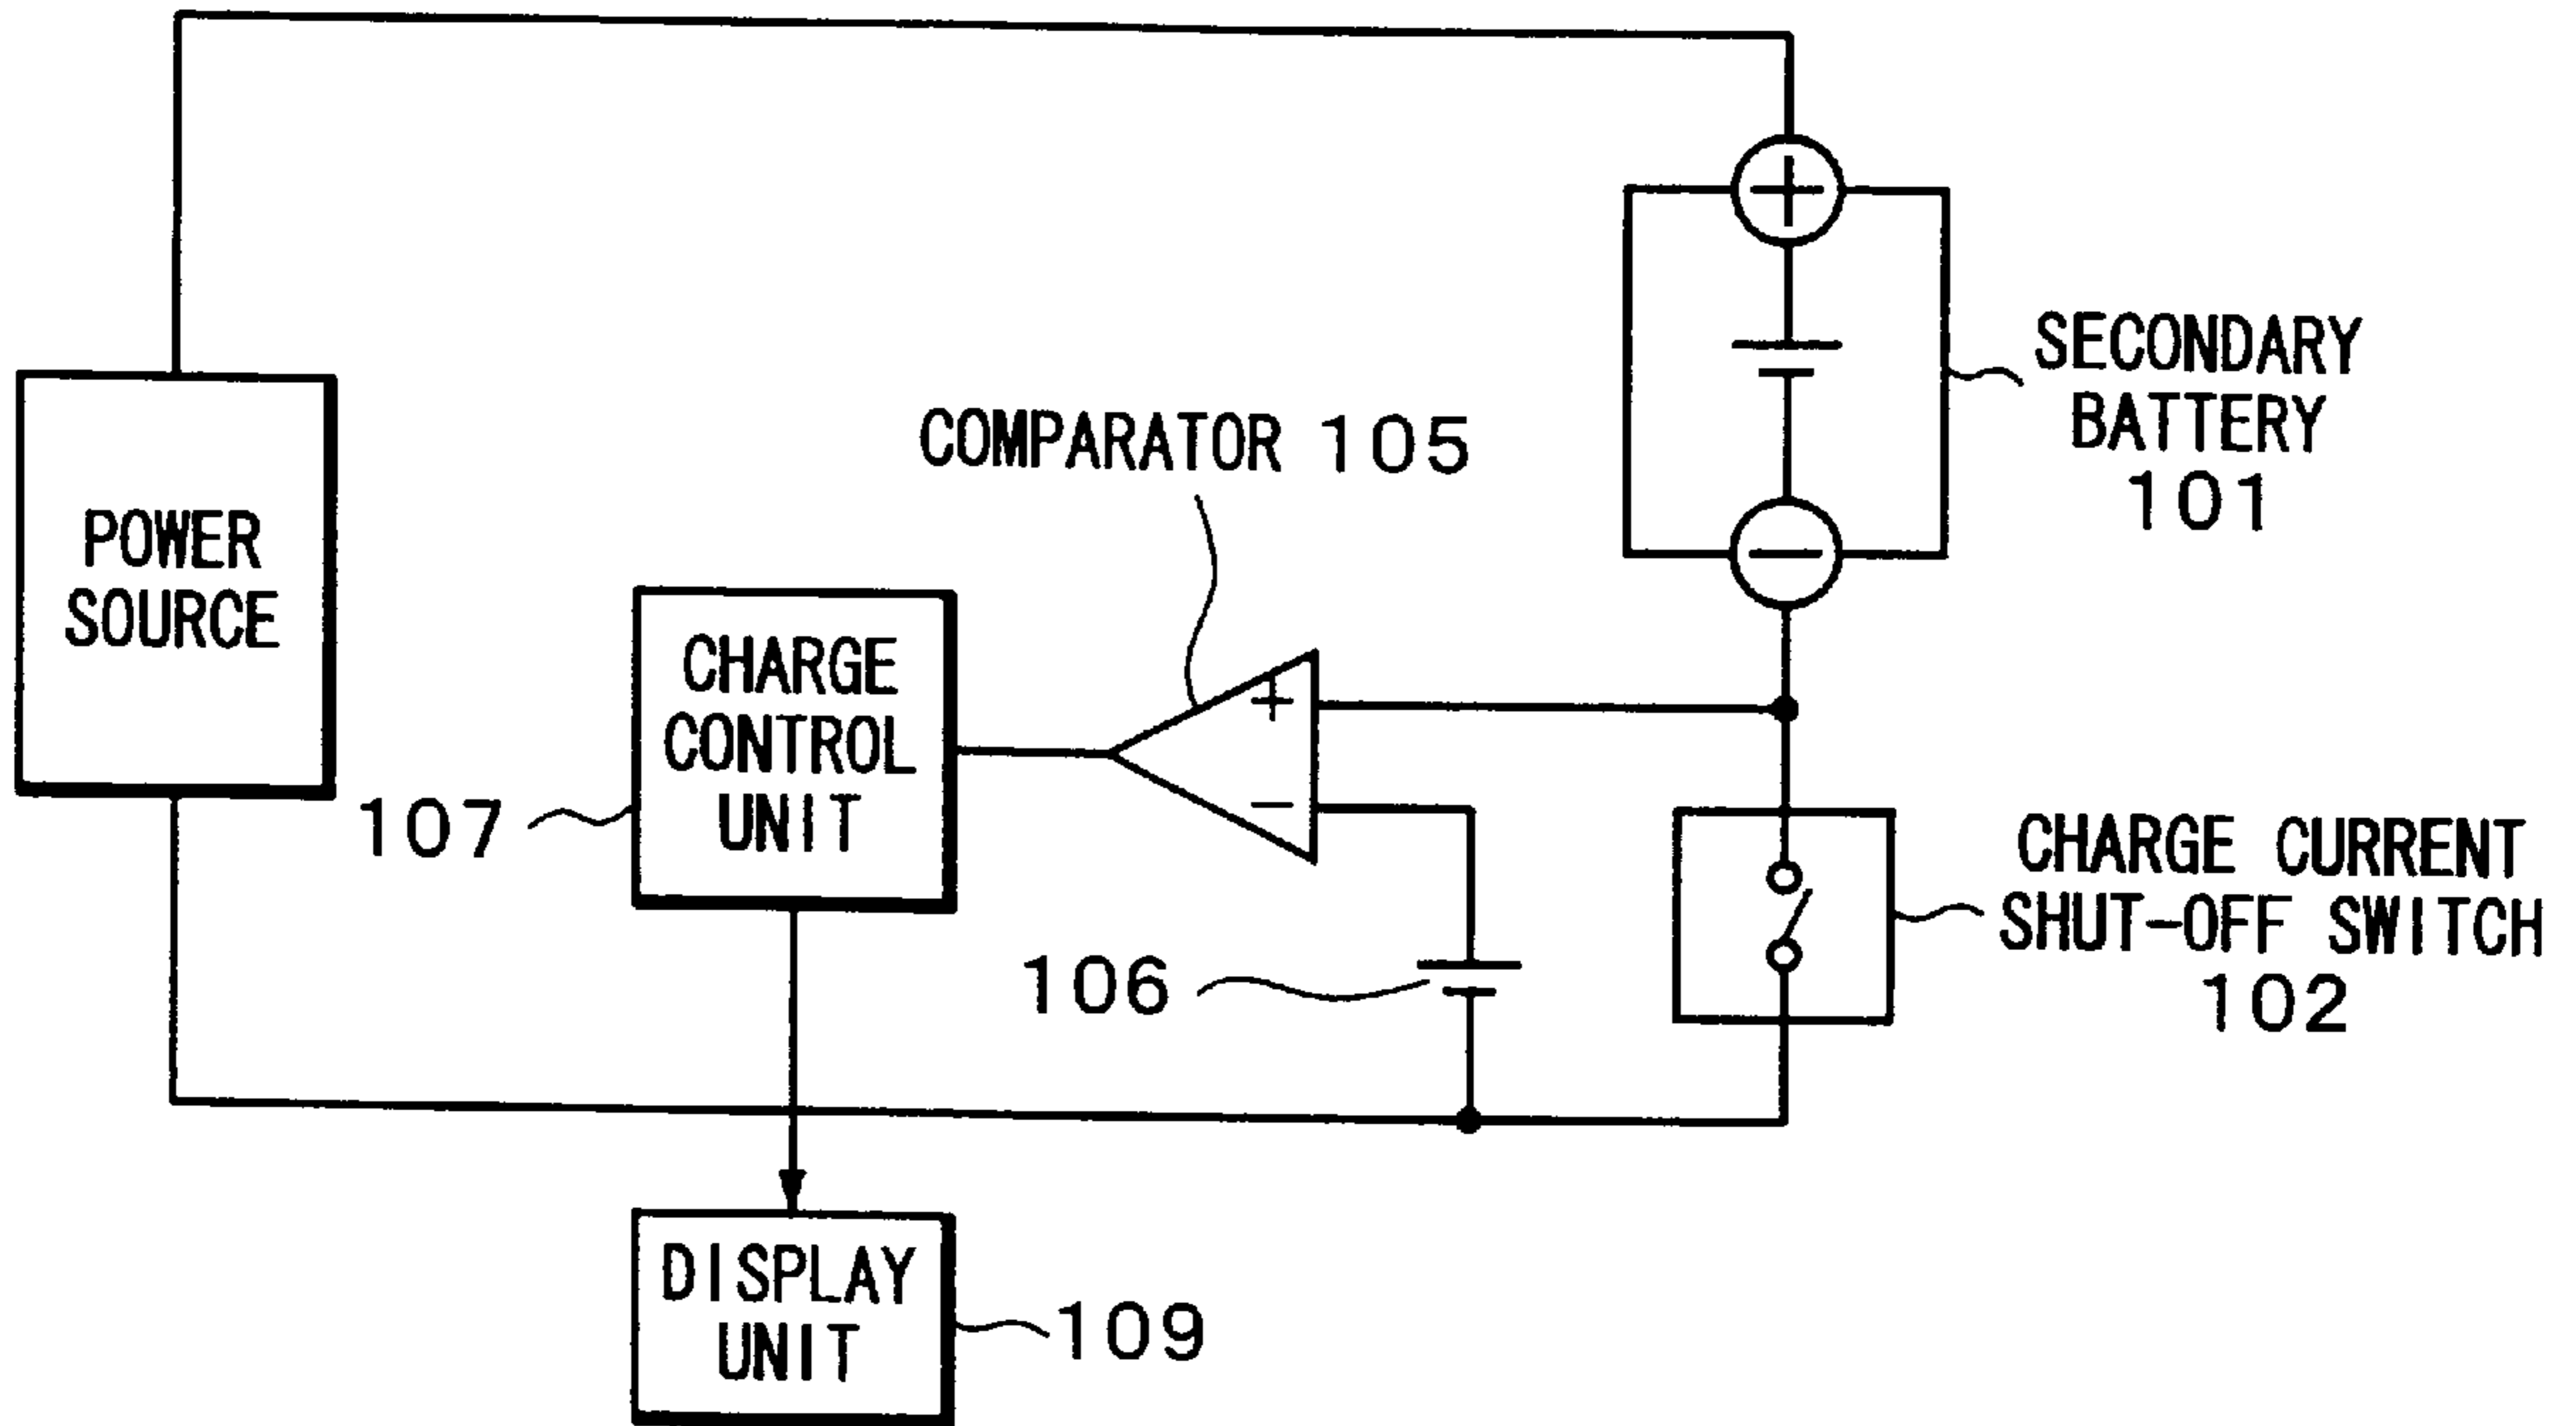 POWER
SOURCE
SECONDARY
BATTERY
101
COMPARATOR 105
+
−
CHARGE
CONTROL
UNIT
107
+
−
106
CHARGE CURRENT
SHUT-OFF SWITCH
102
DISPLAY
UNIT
109